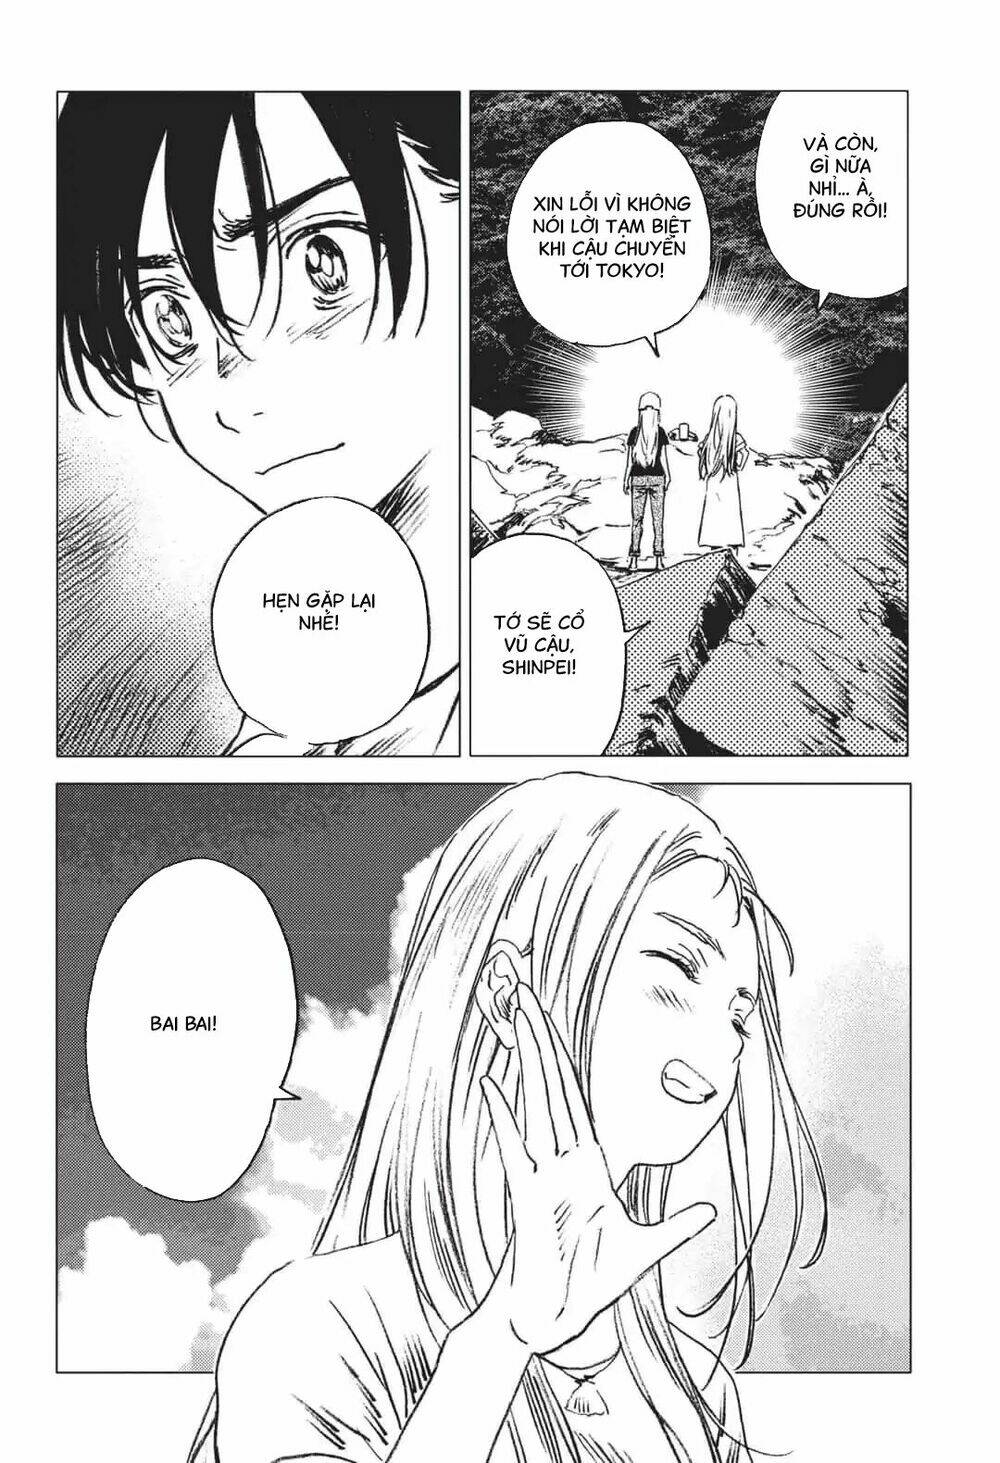 VÀ CÒN,
GÌ NỮA
NHỈ... À,
ĐÚNG RỒI!
XIN LỖI VÌ KHÔNG
NÓI LỜI TẠM BIỆT
KHI CẬU CHUYỂN
TỚI TOKYO!
TỚ SẼ CỔ
VŨ CẬU,
SHINPEI!
HẸN GẶP LẠI
NHÉ!
BAI BAI!